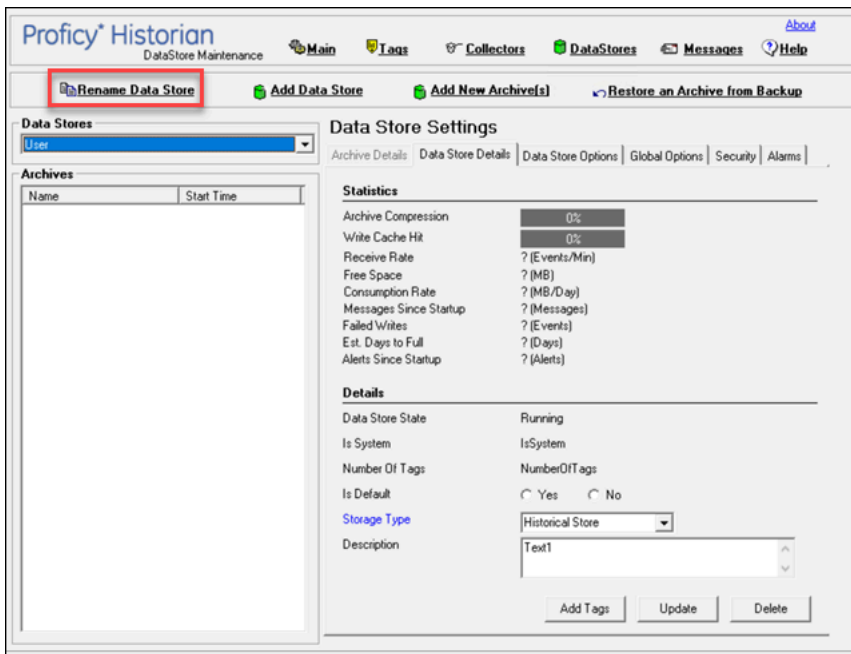 About
Proficy* Historian
DataStore Maintenance
Main Tags Collectors DataStores Messages Help
Rename Data Store Add Data Store Add New Archive(s) Restore an Archive from Backup
Data Stores
User
Data Store Settings
Archive Details Data Store Details Data Store Options Global Options Security Alarms
Archives
Name Start Time
Statistics
Archive Compression 0%
Write Cache Hit 0%
Receive Rate ? (Events/Min)
Free Space ? (MB)
Consumption Rate ? (MB/Day)
Messages Since Startup ? (Messages)
Failed Writes ? (Events)
Est. Days to Full ? (Days)
Alerts Since Startup ? (Alerts)
Details
Data Store State Running
Is System IsSystem
Number Of Tags NumberOfTags
Is Default Yes No
Storage Type Historical Store
Description Text1
Add Tags Update Delete